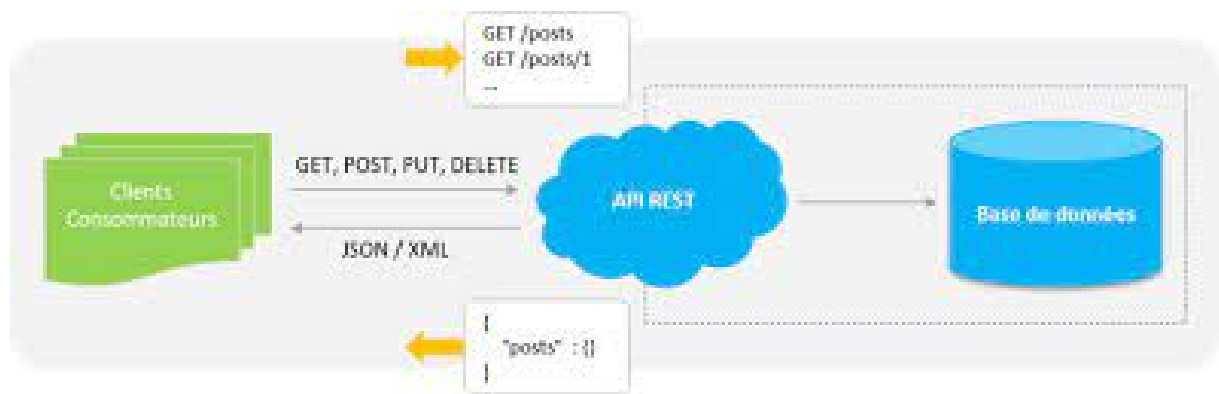 GET /posts
GET /posts/1
...
Clients
Consommateurs
GET, POST, PUT, DELETE
JSON / XML
API REST
Base de données
{
"posts" : {}
}